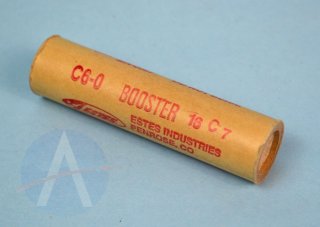 C6-0 BOOSTER 16 C 7
ESTES
ESTES INDUSTRIES
PENROSE, CO